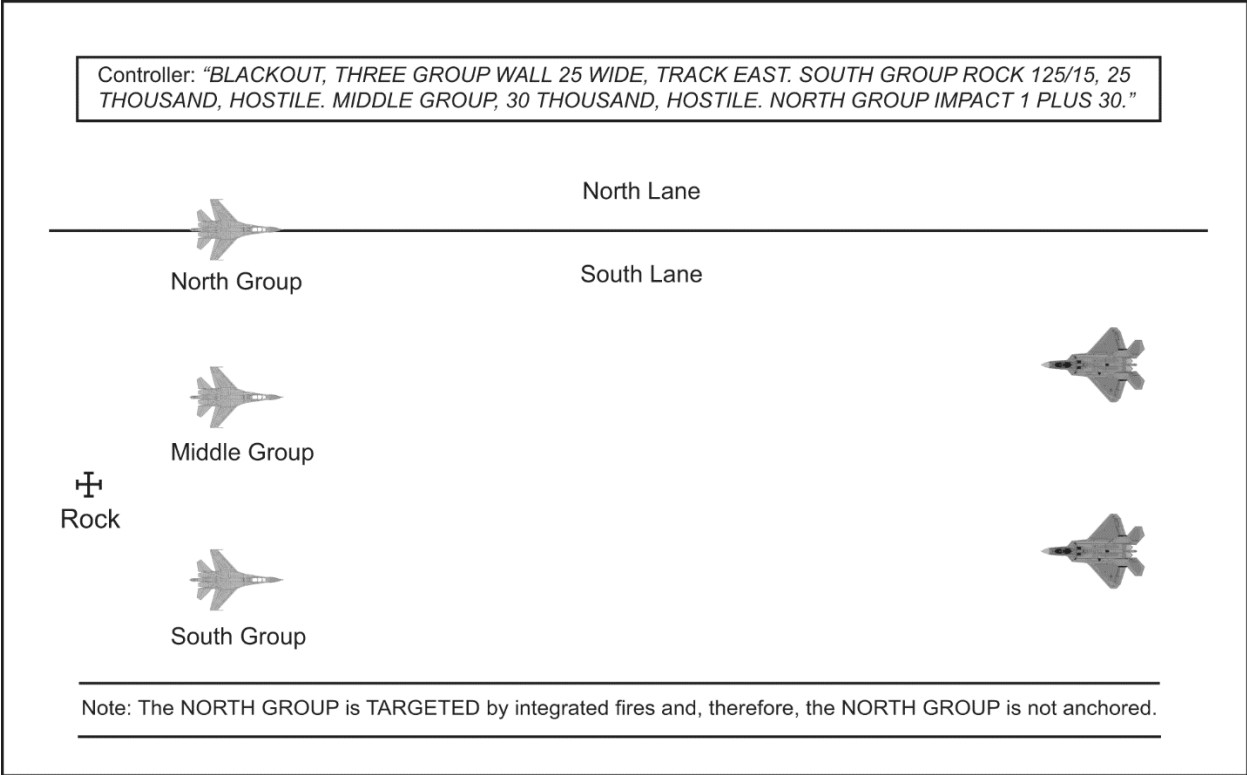 Controller: “BLACKOUT, THREE GROUP WALL 25 WIDE, TRACK EAST. SOUTH GROUP ROCK 125/15, 25
THOUSAND, HOSTILE. MIDDLE GROUP, 30 THOUSAND, HOSTILE. NORTH GROUP IMPACT 1 PLUS 30.”
North Lane
North Group
South Lane
Middle Group
Rock
South Group
Note: The NORTH GROUP is TARGETED by integrated fires and, therefore, the NORTH GROUP is not anchored.